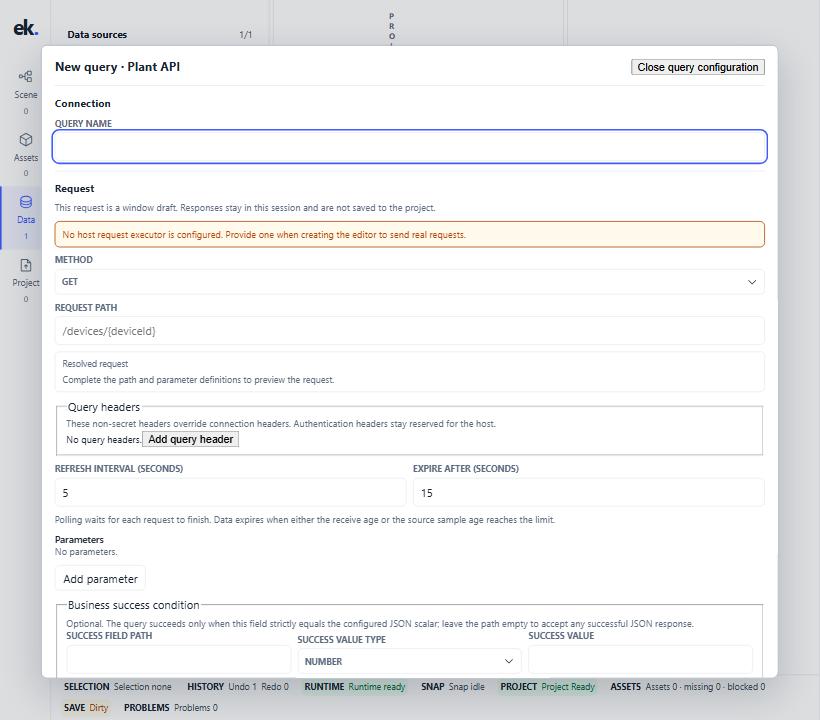 ek.
Data sources 1/1
P
R
O
New query · Plant API
Close query configuration
Connection
QUERY NAME
Scene
0
Assets
0
Data
1
Project
0
Request
This request is a window draft. Responses stay in this session and are not saved to the project.
No host request executor is configured. Provide one when creating the editor to send real requests.
METHOD
GET
REQUEST PATH
/devices/{deviceId}
Resolved request
Complete the path and parameter definitions to preview the request.
Query headers
These non-secret headers override connection headers. Authentication headers stay reserved for the host.
No query headers. Add query header
REFRESH INTERVAL (SECONDS) EXPIRE AFTER (SECONDS)
5 15
Polling waits for each request to finish. Data expires when either the receive age or the source sample age reaches the limit.
Parameters
No parameters.
Add parameter
Business success condition
Optional. The query succeeds only when this field strictly equals the configured JSON scalar; leave the path empty to accept any successful JSON response.
SUCCESS FIELD PATH SUCCESS VALUE TYPE SUCCESS VALUE
NUMBER
SELECTION Selection none HISTORY Undo 1 Redo 0 RUNTIME Runtime ready SNAP Snap idle PROJECT Project Ready ASSETS Assets 0 · missing 0 · blocked 0
SAVE Dirty PROBLEMS Problems 0